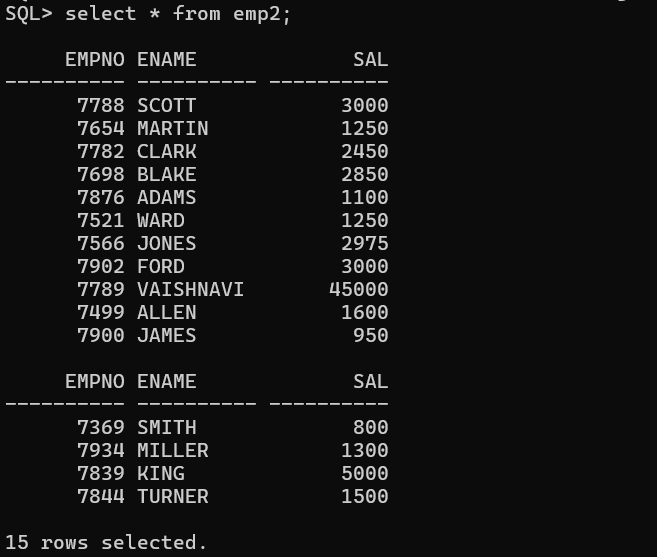 SQL> select * from emp2;
     EMPNO ENAME             SAL
---------- ---------- ----------
      7788 SCOTT            3000
      7654 MARTIN           1250
      7782 CLARK            2450
      7698 BLAKE            2850
      7876 ADAMS            1100
      7521 WARD             1250
      7566 JONES            2975
      7902 FORD             3000
      7789 VAISHNAVI       45000
      7499 ALLEN            1600
      7900 JAMES             950
     EMPNO ENAME             SAL
---------- ---------- ----------
      7369 SMITH             800
      7934 MILLER           1300
      7839 KING             5000
      7844 TURNER           1500
15 rows selected.